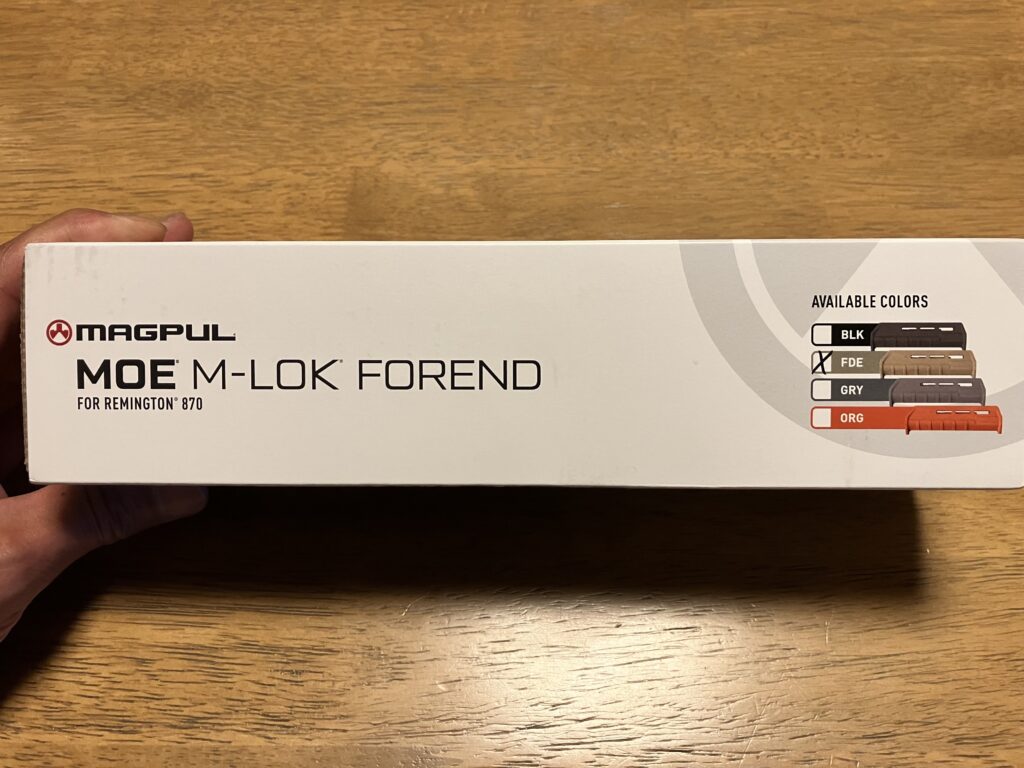 MAGPUL
MOE® M-LOK® FOREND
FOR REMINGTON® 870
AVAILABLE COLORS
BLK
FDE
GRY
ORG